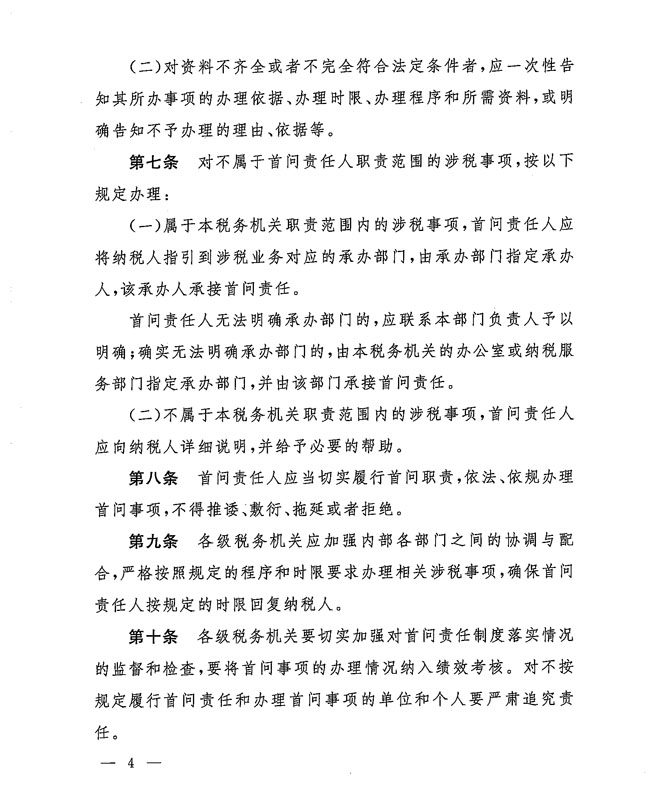 (二)对资料不齐全或者不完全符合法定条件者,应一次性告
知其所办事项的办理依据、办理时限、办理程序和所需资料,或明
确告知不予办理的理由、依据等。
第七条 对不属于首问责任人职责范围的涉税事项,按以下
规定办理:
(一)属于本税务机关职责范围内的涉税事项,首问责任人应
将纳税人指引到涉税业务对应的承办部门,由承办部门指定承办
人,该承办人承接首问责任。
首问责任人无法明确承办部门的,应联系本部门负责人予以
明确;确实无法明确承办部门的,由本税务机关的办公室或纳税服
务部门指定承办部门,并由该部门承接首问责任。
(二)不属于本税务机关职责范围内的涉税事项,首问责任人
应向纳税人详细说明,并给予必要的帮助。
第八条 首问责任人应当切实履行首问职责,依法、依规办理
首问事项,不得推诿、敷衍、拖延或者拒绝。
第九条 各级税务机关应加强内部各部门之间的协调与配
合,严格按照规定的程序和时限要求办理相关涉税事项,确保首问
责任人按规定的时限回复纳税人。
第十条 各级税务机关要切实加强对首问责任制度落实情况
的监督和检查,要将首问事项的办理情况纳入绩效考核。对不按
规定履行首问责任和办理首问事项的单位和个人要严肃追究责
任。
— 4 —